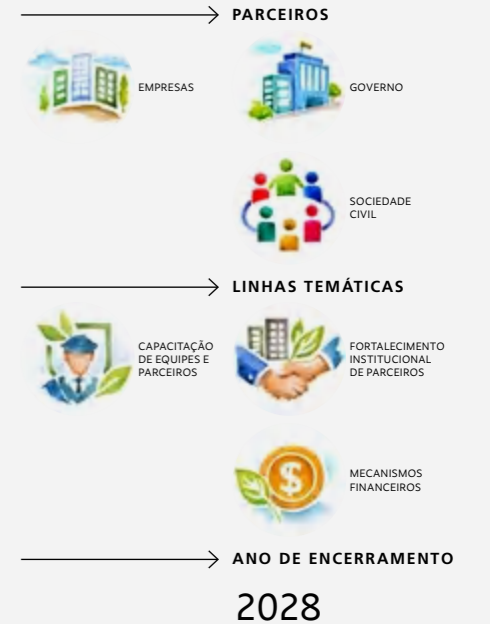 PARCEIROS
EMPRESAS
GOVERNO
SOCIEDADE
CIVIL
LINHAS TEMÁTICAS
CAPACITAÇÃO
DE EQUIPES E
PARCEIROS
FORTALECIMENTO
INSTITUCIONAL
DE PARCEIROS
MECANISMOS
FINANCEIROS
ANO DE ENCERRAMENTO
2028